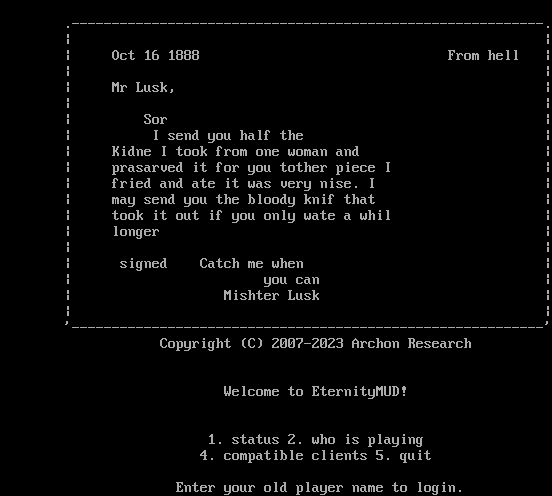 Oct 16 1888 From hell
Mr Lusk,
Sor
I send you half the
Kidne I took from one woman and
prasarved it for you tother piece I
fried and ate it was very nise. I
may send you the bloody knif that
took it out if you only wate a whil
longer
signed Catch me when
you can
Mishter Lusk
Copyright (C) 2007-2023 Archon Research
Welcome to EternityMUD!
1. status 2. who is playing
4. compatible clients 5. quit
Enter your old player name to login.